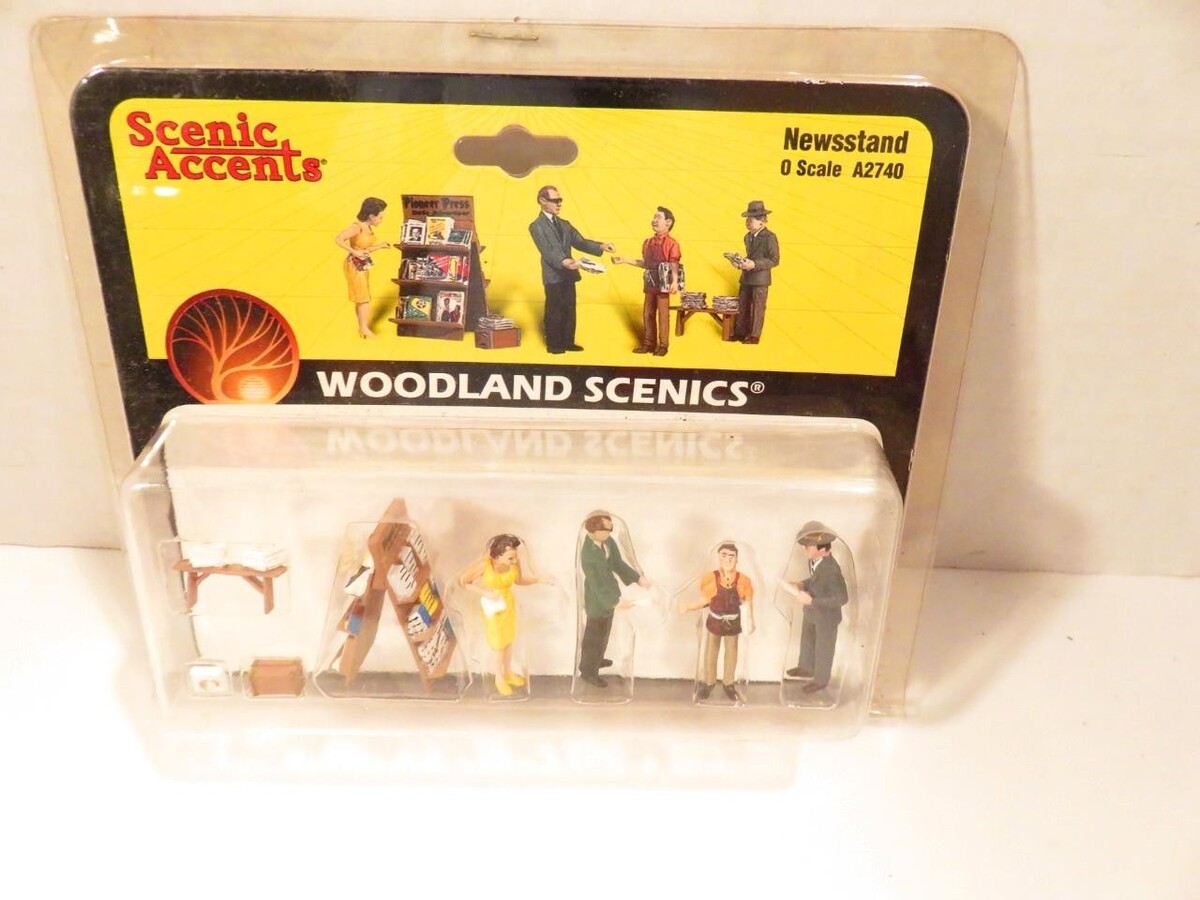 Scenic
Accents®
Newsstand
O Scale A2740
Pioneer Press
WOODLAND SCENICS®